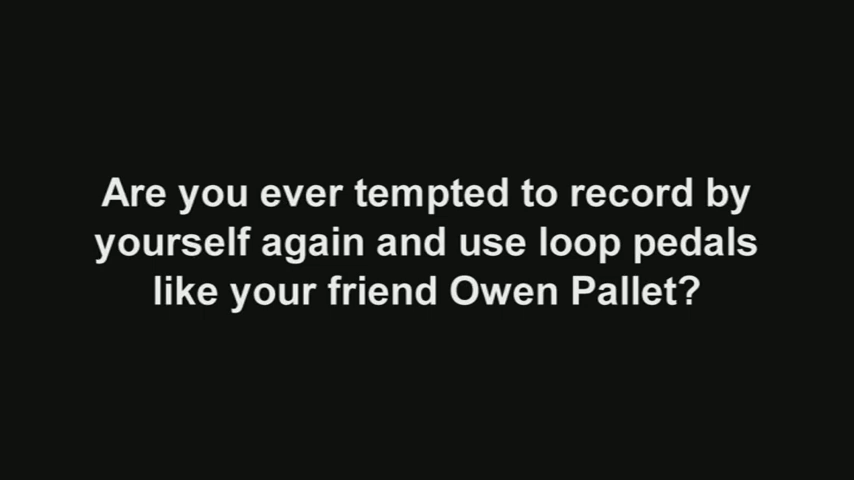 Are you ever tempted to record by
yourself again and use loop pedals
like your friend Owen Pallet?